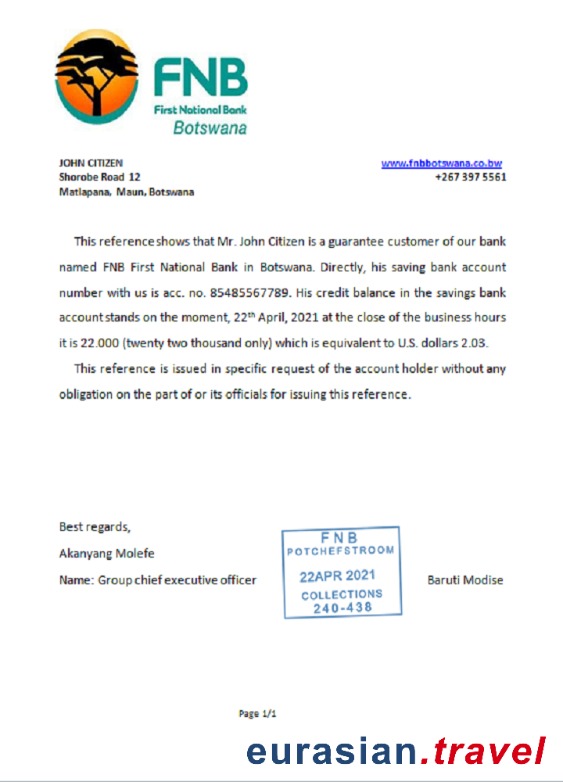 FNB
First National Bank
Botswana
JOHN CITIZEN
Shorobe Road 12
Matlapana, Maun, Botswana
www.fnbbotswana.co.bw
+267 397 5561
This reference shows that Mr. John Citizen is a guarantee customer of our bank
named FNB First National Bank in Botswana. Directly, his saving bank account
number with us is acc. no. 85485567789. His credit balance in the savings bank
account stands on the moment, 22th April, 2021 at the close of the business hours
it is 22.000 (twenty two thousand only) which is equivalent to U.S. dollars 2.03.
This reference is issued in specific request of the account holder without any
obligation on the part of or its officials for issuing this reference.
Best regards,
Akanyang Molefe
Name: Group chief executive officer
FNB
POTCHEFSTROOM
22APR 2021
COLLECTIONS
240-438
Baruti Modise
Page 1/1
eurasian.travel